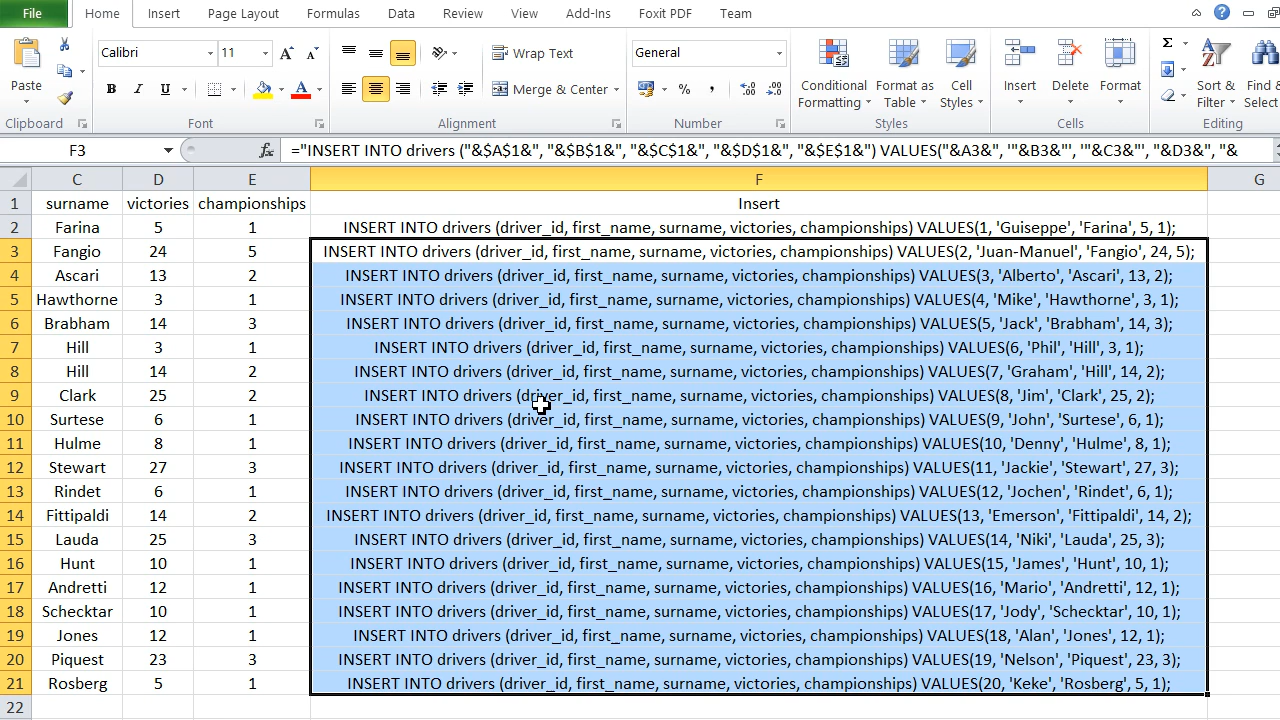 File Home Insert Page Layout Formulas Data Review View Add-Ins Foxit PDF Team
Paste Calibri 11 A A Wrap Text General Conditional Formatting Format as Table Cell Styles Insert Delete Format Σ Sort & Filter Find & Select
B I U A Merge & Center % , .0 .00 .00 .0
Clipboard Font Alignment Number Styles Cells Editing
F3 fx ="INSERT INTO drivers ("&$A$1&", "&$B$1&", "&$C$1&", "&$D$1&", "&$E$1&") VALUES("&A3&", '"&B3&"', '"&C3&"', "&D3&", "&
C D E F G
1 surname victories championships Insert
2 Farina 5 1 INSERT INTO drivers (driver_id, first_name, surname, victories, championships) VALUES(1, 'Guiseppe', 'Farina', 5, 1);
3 Fangio 24 5 INSERT INTO drivers (driver_id, first_name, surname, victories, championships) VALUES(2, 'Juan-Manuel', 'Fangio', 24, 5);
4 Ascari 13 2 INSERT INTO drivers (driver_id, first_name, surname, victories, championships) VALUES(3, 'Alberto', 'Ascari', 13, 2);
5 Hawthorne 3 1 INSERT INTO drivers (driver_id, first_name, surname, victories, championships) VALUES(4, 'Mike', 'Hawthorne', 3, 1);
6 Brabham 14 3 INSERT INTO drivers (driver_id, first_name, surname, victories, championships) VALUES(5, 'Jack', 'Brabham', 14, 3);
7 Hill 3 1 INSERT INTO drivers (driver_id, first_name, surname, victories, championships) VALUES(6, 'Phil', 'Hill', 3, 1);
8 Hill 14 2 INSERT INTO drivers (driver_id, first_name, surname, victories, championships) VALUES(7, 'Graham', 'Hill', 14, 2);
9 Clark 25 2 INSERT INTO drivers (driver_id, first_name, surname, victories, championships) VALUES(8, 'Jim', 'Clark', 25, 2);
10 Surtese 6 1 INSERT INTO drivers (driver_id, first_name, surname, victories, championships) VALUES(9, 'John', 'Surtese', 6, 1);
11 Hulme 8 1 INSERT INTO drivers (driver_id, first_name, surname, victories, championships) VALUES(10, 'Denny', 'Hulme', 8, 1);
12 Stewart 27 3 INSERT INTO drivers (driver_id, first_name, surname, victories, championships) VALUES(11, 'Jackie', 'Stewart', 27, 3);
13 Rindet 6 1 INSERT INTO drivers (driver_id, first_name, surname, victories, championships) VALUES(12, 'Jochen', 'Rindet', 6, 1);
14 Fittipaldi 14 2 INSERT INTO drivers (driver_id, first_name, surname, victories, championships) VALUES(13, 'Emerson', 'Fittipaldi', 14, 2);
15 Lauda 25 3 INSERT INTO drivers (driver_id, first_name, surname, victories, championships) VALUES(14, 'Niki', 'Lauda', 25, 3);
16 Hunt 10 1 INSERT INTO drivers (driver_id, first_name, surname, victories, championships) VALUES(15, 'James', 'Hunt', 10, 1);
17 Andretti 12 1 INSERT INTO drivers (driver_id, first_name, surname, victories, championships) VALUES(16, 'Mario', 'Andretti', 12, 1);
18 Schecktar 10 1 INSERT INTO drivers (driver_id, first_name, surname, victories, championships) VALUES(17, 'Jody', 'Schecktar', 10, 1);
19 Jones 12 1 INSERT INTO drivers (driver_id, first_name, surname, victories, championships) VALUES(18, 'Alan', 'Jones', 12, 1);
20 Piquest 23 3 INSERT INTO drivers (driver_id, first_name, surname, victories, championships) VALUES(19, 'Nelson', 'Piquest', 23, 3);
21 Rosberg 5 1 INSERT INTO drivers (driver_id, first_name, surname, victories, championships) VALUES(20, 'Keke', 'Rosberg', 5, 1);
22